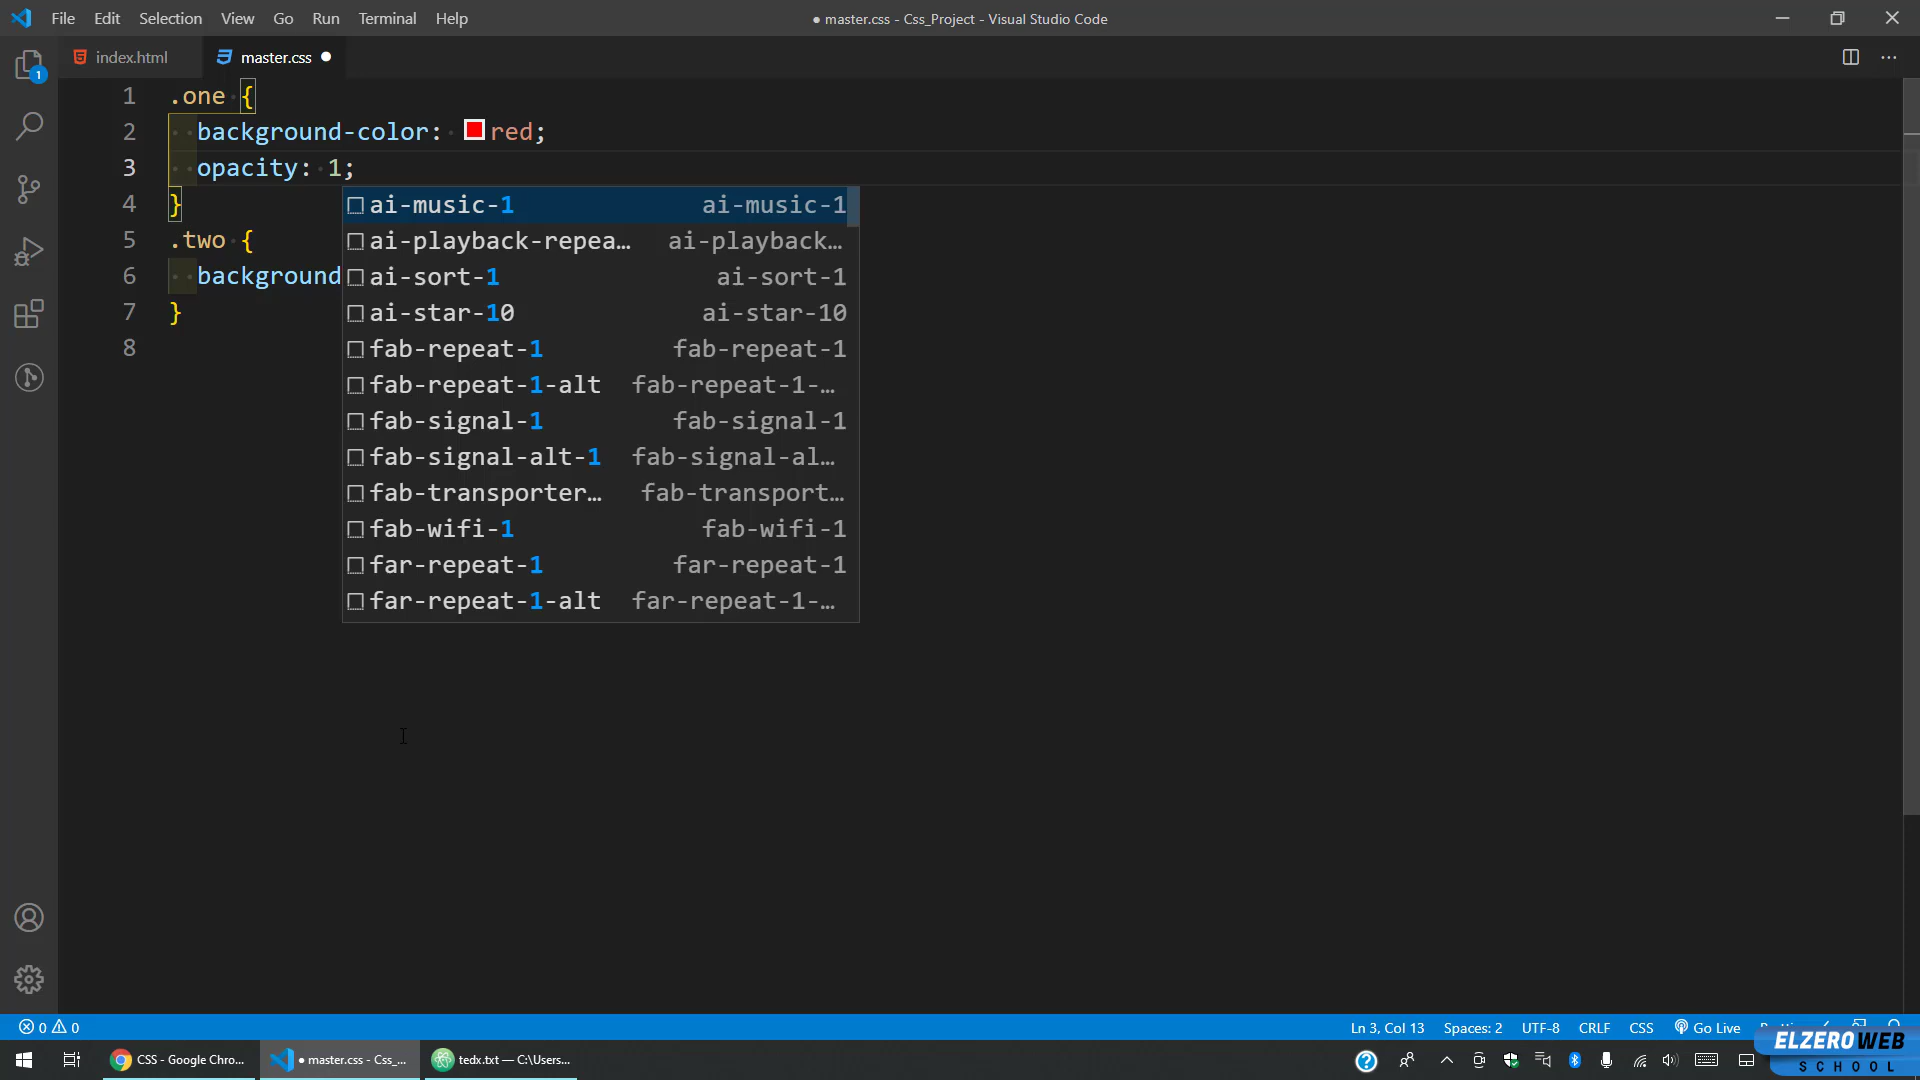 File Edit Selection View Go Run Terminal Help
● master.css - Css_Project - Visual Studio Code
1
index.html
master.css ●
1 .one {
2 background-color: red;
3 opacity: 1;
4 }
5 .two {
6 background
7 }
8
ai-music-1 ai-music-1
ai-playback-repea… ai-playback…
ai-sort-1 ai-sort-1
ai-star-10 ai-star-10
fab-repeat-1 fab-repeat-1
fab-repeat-1-alt fab-repeat-1-…
fab-signal-1 fab-signal-1
fab-signal-alt-1 fab-signal-al…
fab-transporter… fab-transport…
fab-wifi-1 fab-wifi-1
far-repeat-1 far-repeat-1
far-repeat-1-alt far-repeat-1-…
0 0
Ln 3, Col 13 Spaces: 2 UTF-8 CRLF CSS Go Live
CSS - Google Chro...
● master.css - Css_...
tedx.txt — C:\Users...
ELZEROWEB
SCHOOL